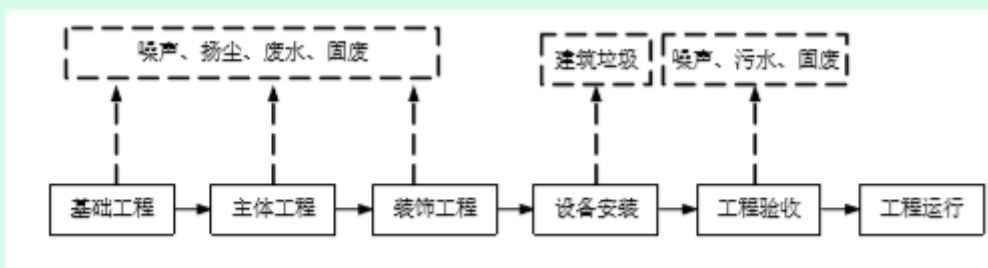 噪声、扬尘、废水、固废
建筑垃圾
噪声、污水、固废
基础工程
主体工程
装饰工程
设备安装
工程验收
工程运行